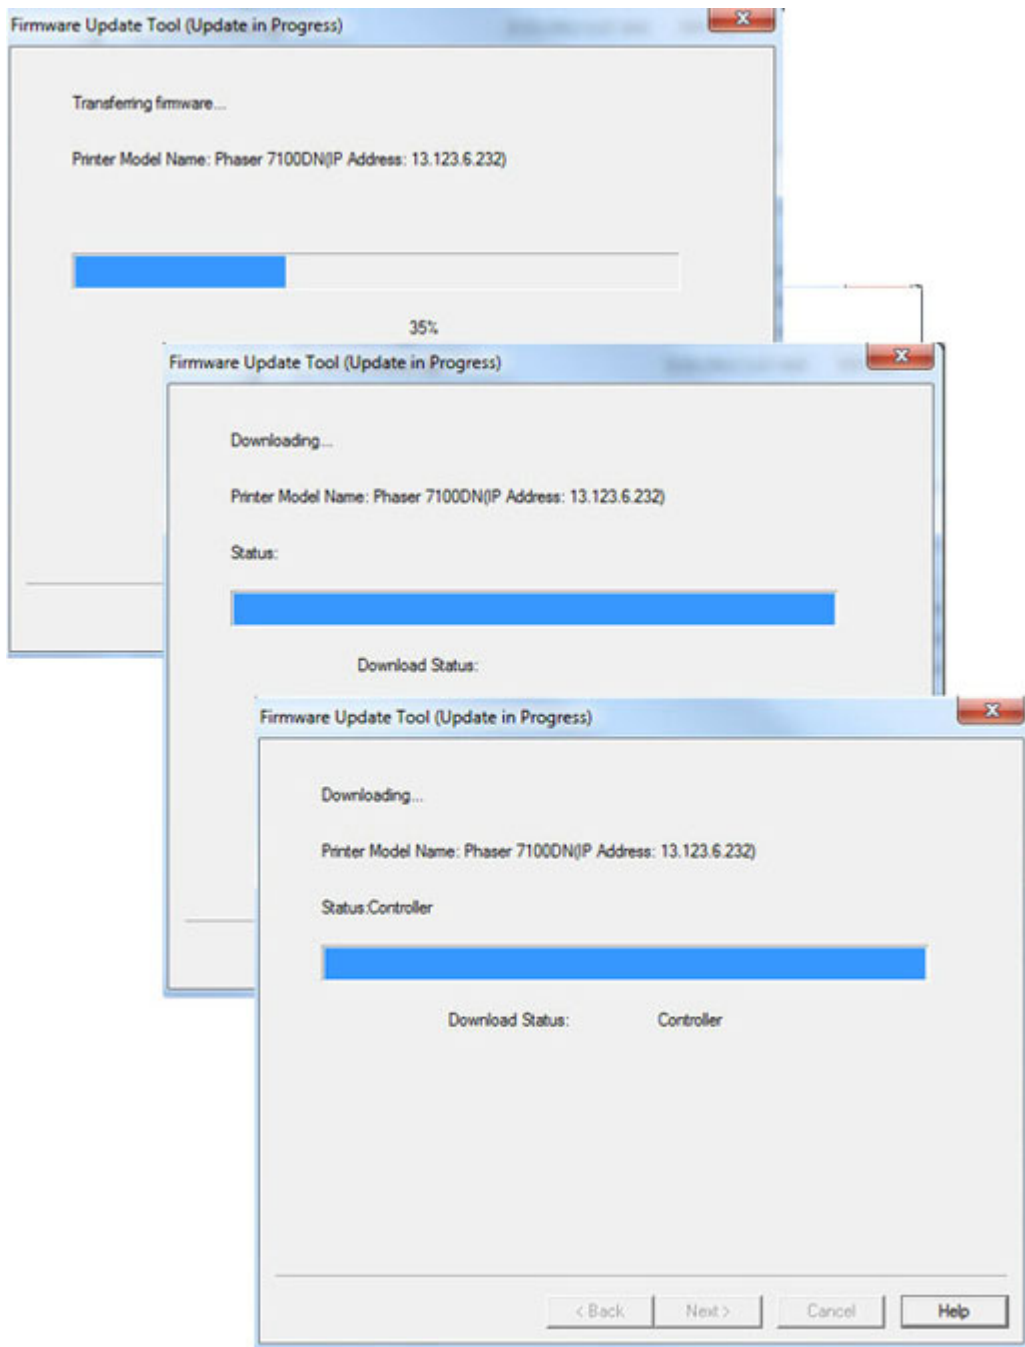 Firmware Update Tool (Update in Progress)
Transferring firmware...
Printer Model Name: Phaser 7100DN(IP Address: 13.123.6.232)
35%
Firmware Update Tool (Update in Progress)
Downloading...
Printer Model Name: Phaser 7100DN(IP Address: 13.123.6.232)
Status:
Download Status:
Firmware Update Tool (Update in Progress)
Downloading...
Printer Model Name: Phaser 7100DN(IP Address: 13.123.6.232)
Status:Controller
Download Status: Controller
< Back Next > Cancel Help